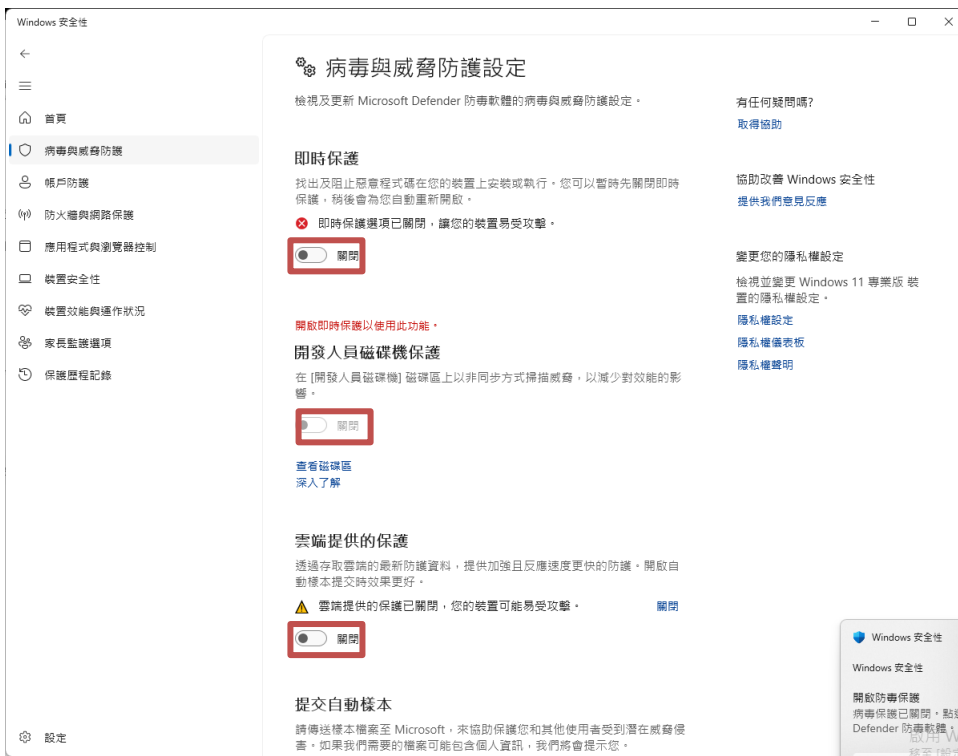 Windows 安全性
首頁
病毒與威脅防護
帳戶防護
防火牆與網路保護
應用程式與瀏覽器控制
裝置安全性
裝置效能與運作狀況
家長監護選項
保護歷程記錄
設定
病毒與威脅防護設定
檢視及更新 Microsoft Defender 防毒軟體的病毒與威脅防護設定。
即時保護
找出及阻止惡意程式碼在您的裝置上安裝或執行。您可以暫時先關閉即時
保護，稍後會為您自動重新開啟。
即時保護選項已關閉，讓您的裝置易受攻擊。
關閉
開啟即時保護以使用此功能。
開發人員磁碟機保護
在 [開發人員磁碟機] 磁碟區上以非同步方式掃描威脅，以減少對效能的影
響。
關閉
查看磁碟區
深入了解
雲端提供的保護
透過存取雲端的最新防護資料，提供加強且反應速度更快的防護。開啟自
動樣本提交時效果更好。
雲端提供的保護已關閉，您的裝置可能易受攻擊。 關閉
關閉
提交自動樣本
請傳送樣本檔案至 Microsoft，來協助保護您和其他使用者受到潛在威脅侵
害。如果我們需要的檔案可能包含個人資訊，我們將會提示您。
有任何疑問嗎?
取得協助
協助改善 Windows 安全性
提供我們意見反應
變更您的隱私權設定
檢視並變更 Windows 11 專業版 裝
置的隱私權設定。
隱私權設定
隱私權儀表板
隱私權聲明
Windows 安全性
Windows 安全性
開啟防毒保護
病毒保護已關閉。點
Defender 防毒軟體。
啟用 W